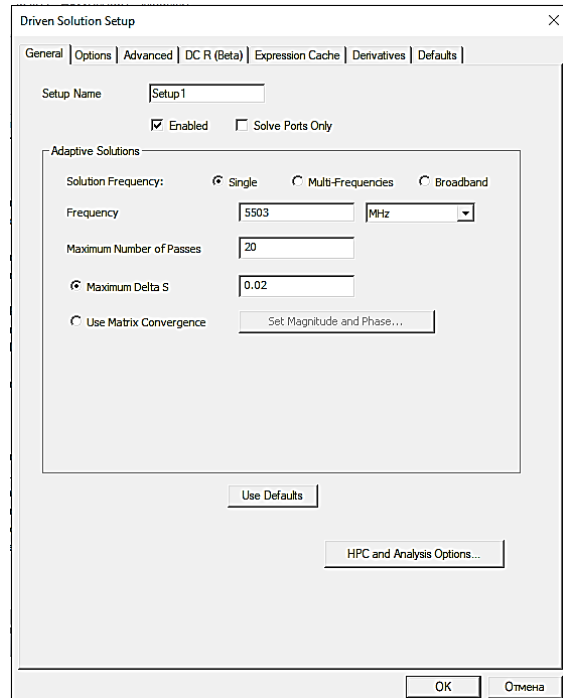 Driven Solution Setup
General Options Advanced DC R (Beta) Expression Cache Derivatives Defaults
Setup Name Setup1
Enabled Solve Ports Only
Adaptive Solutions
Solution Frequency: Single Multi-Frequencies Broadband
Frequency 5503 MHz
Maximum Number of Passes 20
Maximum Delta S 0.02
Use Matrix Convergence Set Magnitude and Phase...
Use Defaults
HPC and Analysis Options...
OK Отмена